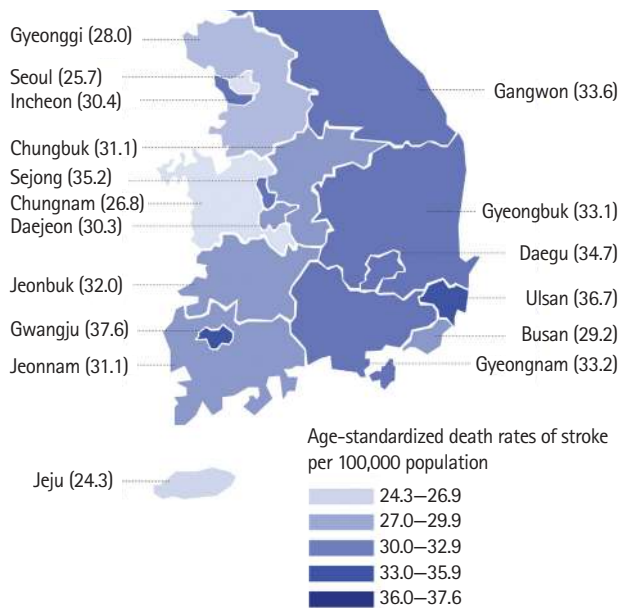 Gyeonggi (28.0)
Seoul (25.7)
Incheon (30.4)
Gangwon (33.6)
Chungbuk (31.1)
Sejong (35.2)
Chungnam (26.8)
Daejeon (30.3)
Gyeongbuk (33.1)
Daegu (34.7)
Jeonbuk (32.0)
Ulsan (36.7)
Gwangju (37.6)
Busan (29.2)
Jeonnam (31.1)
Gyeongnam (33.2)
Age-standardized death rates of stroke
per 100,000 population
Jeju (24.3)
24.3–26.9
27.0–29.9
30.0–32.9
33.0–35.9
36.0–37.6